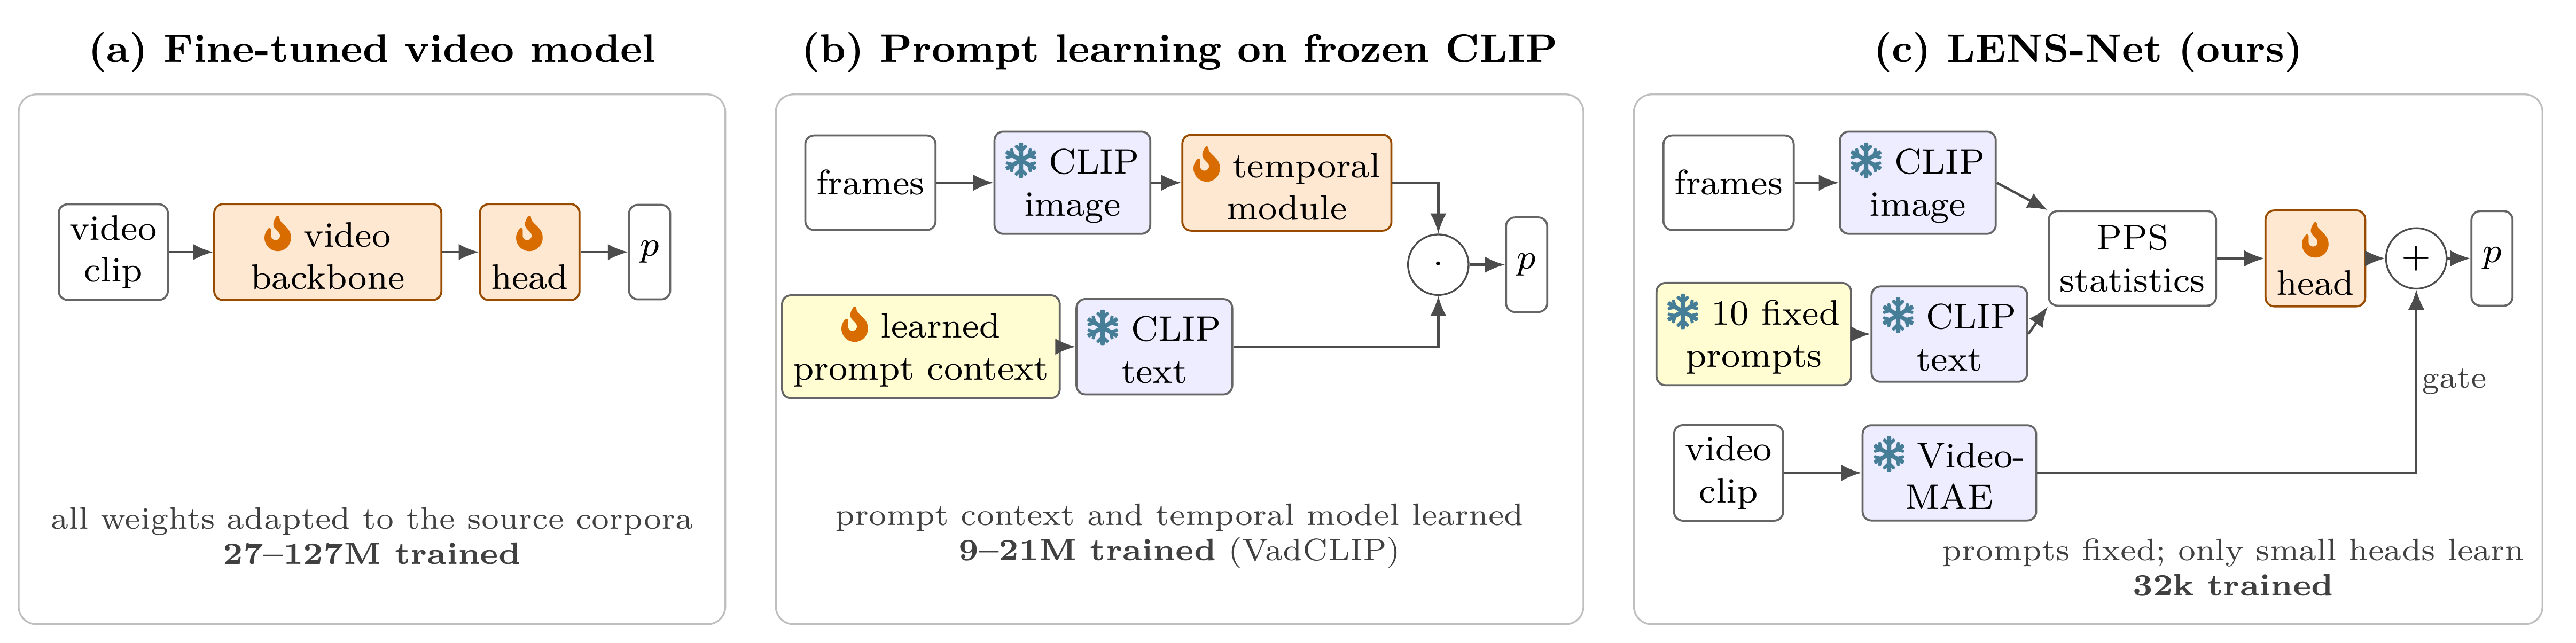 (a) Fine-tuned video model
video
clip
video
backbone
head
p
all weights adapted to the source corpora
27–127M trained
(b) Prompt learning on frozen CLIP
frames
CLIP
image
temporal
module
·
p
learned
prompt context
CLIP
text
prompt context and temporal model learned
9–21M trained (VadCLIP)
(c) LENS-Net (ours)
frames
CLIP
image
PPS
statistics
head
+
p
10 fixed
prompts
CLIP
text
gate
video
clip
Video-
MAE
prompts fixed; only small heads learn
32k trained